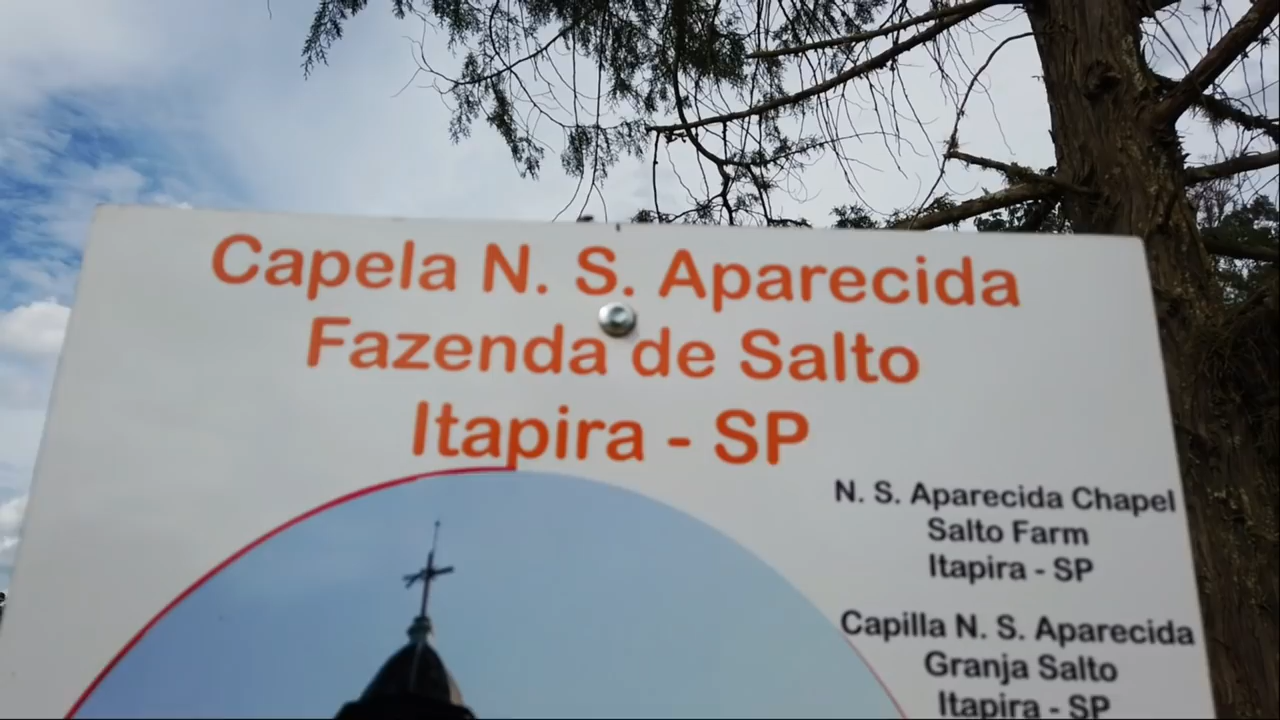 Capela N. S. Aparecida
Fazenda de Salto
Itapira - SP
N. S. Aparecida Chapel
Salto Farm
Itapira - SP
Capilla N. S. Aparecida
Granja Salto
Itapira - SP